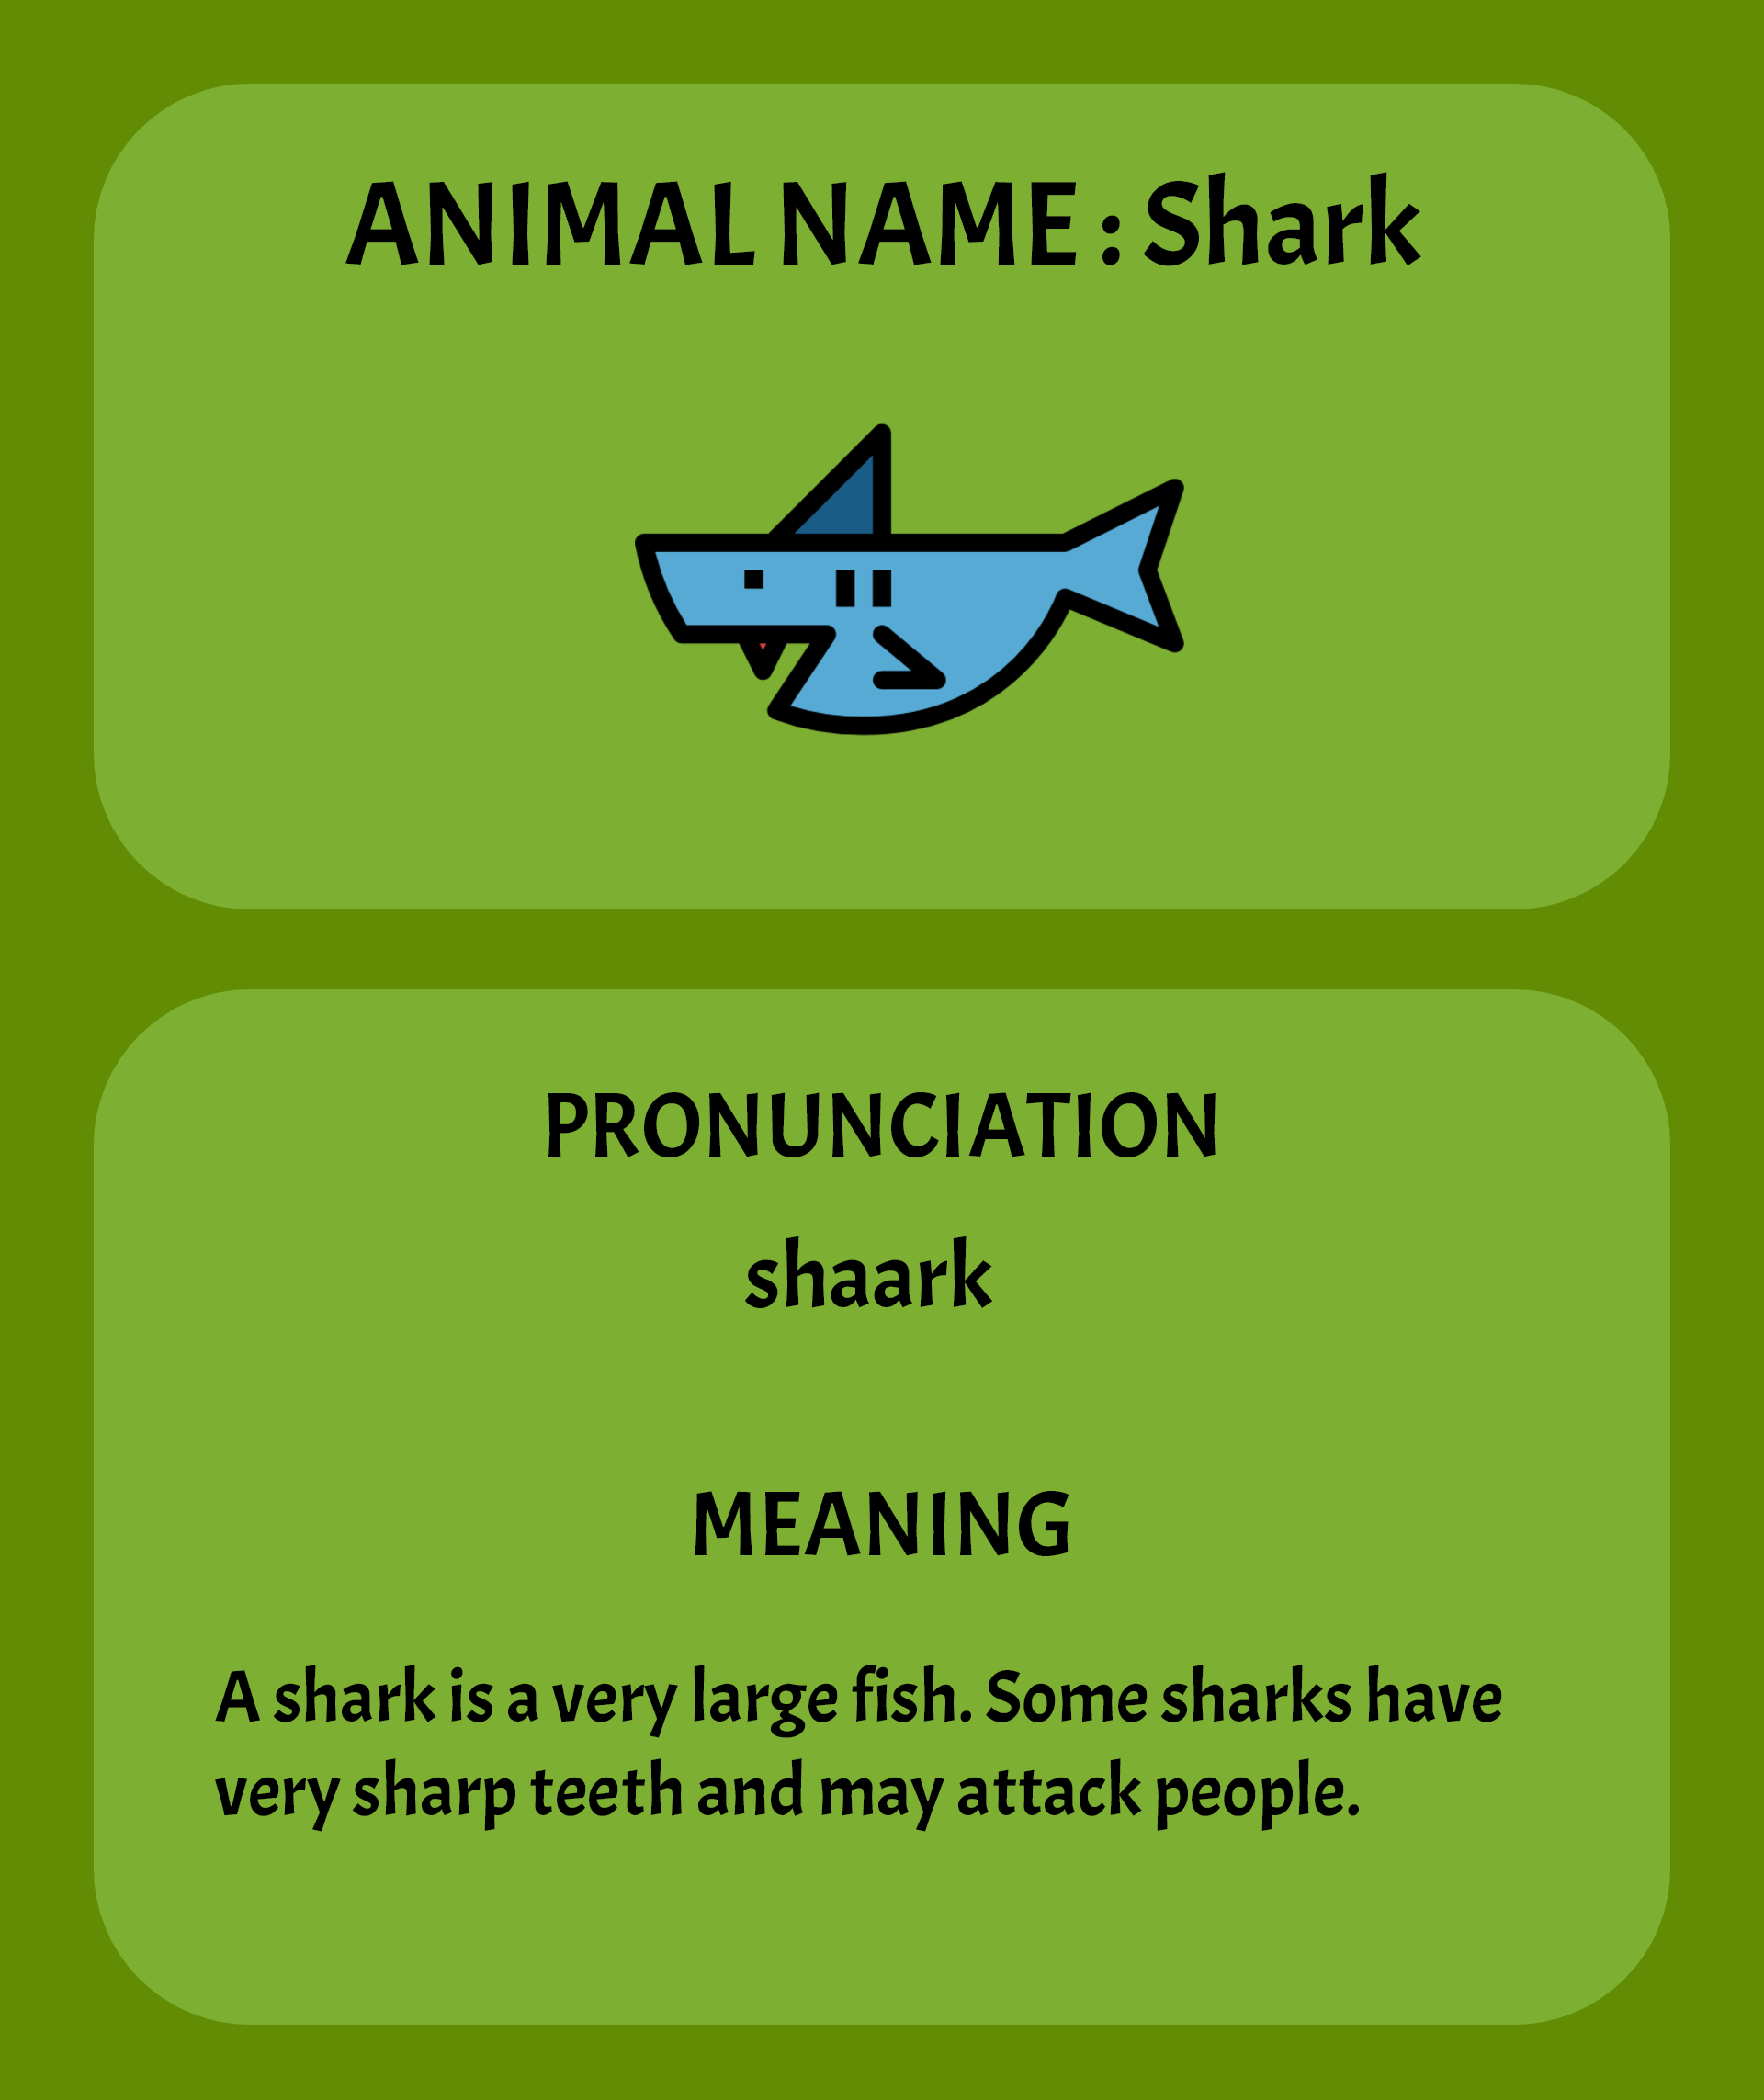 ANIMAL NAME : Shark
PRONUNCIATION
shaark
MEANING
A shark is a very large fish. Some sharks have
very sharp teeth and may attack people.